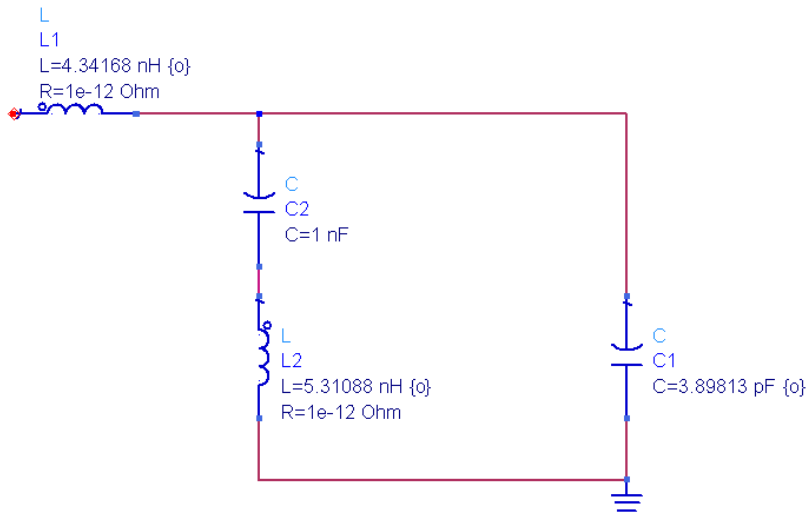 L
L1
L=4.34168 nH {o}
R=1e-12 Ohm
C
C2
C=1 nF
L
L2
L=5.31088 nH {o}
R=1e-12 Ohm
C
C1
C=3.89813 pF {o}